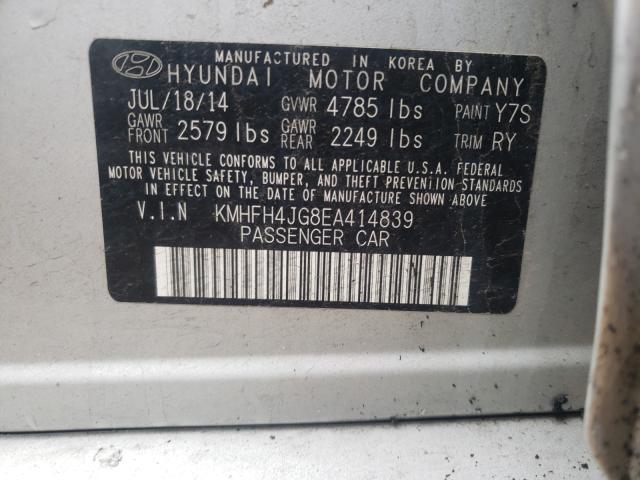 MANUFACTURED IN KOREA BY
HYUNDAI MOTOR COMPANY
JUL/18/14 GVWR 4785 lbs PAINT Y7S
GAWR FRONT 2579 lbs GAWR REAR 2249 lbs TRIM RY
THIS VEHICLE CONFORMS TO ALL APPLICABLE U.S.A. FEDERAL
MOTOR VEHICLE SAFETY, BUMPER, AND THEFT PREVENTION STANDARDS
IN EFFECT ON THE DATE OF MANUFACTURE SHOWN ABOVE.
V.I.N KMHFH4JG8EA414839
PASSENGER CAR